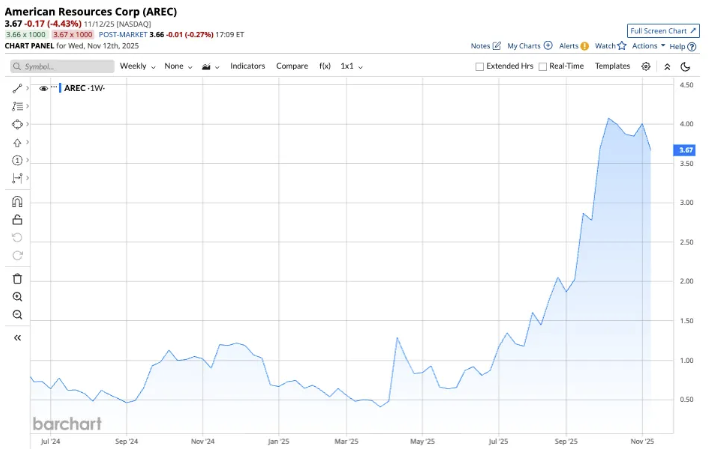 American Resources Corp (AREC)
3.67 -0.17 (-4.43%) 11/12/25 [NASDAQ]
3.66 x 1000 3.67 x 1000 POST-MARKET 3.66 -0.01 (-0.27%) 17:09 ET
Full Screen Chart
CHART PANEL for Wed, Nov 12th, 2025
Notes My Charts Alerts Watch Actions Help
Symbol... Weekly None Indicators Compare f(x) 1x1 Extended Hrs Real-Time Templates
AREC ·1W·
4.50
4.00
3.67
3.50
3.00
2.50
2.00
1.50
1.00
0.50
barchart
Jul '24 Sep '24 Nov '24 Jan '25 Mar '25 May '25 Jul '25 Sep '25 Nov '25